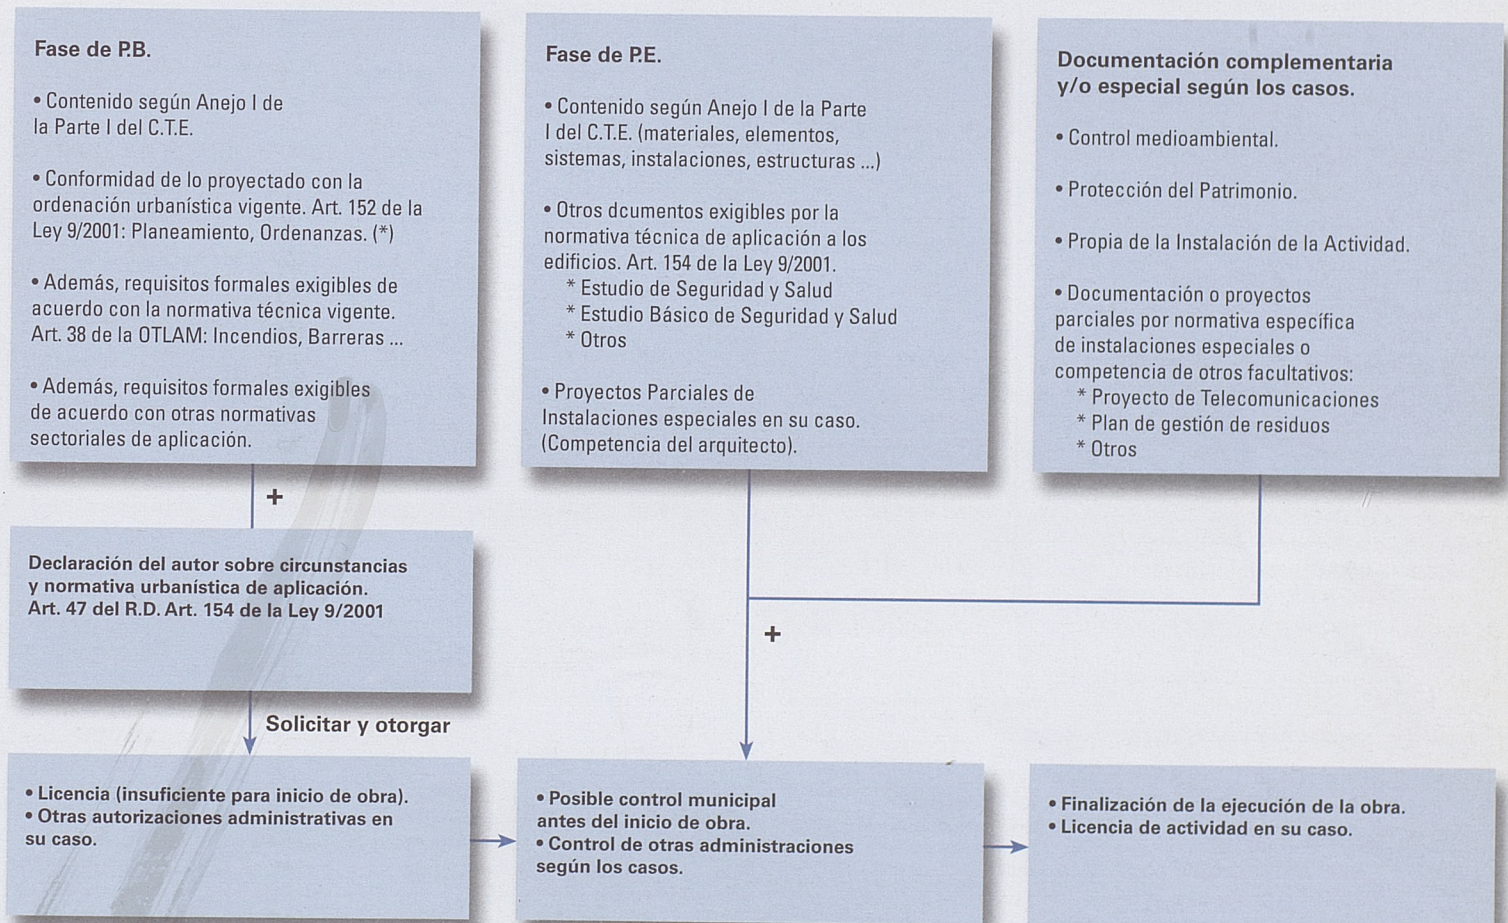 Fase de P.B.
• Contenido según Anejo I de
la Parte I del C.T.E.
• Conformidad de lo proyectado con la
ordenación urbanística vigente. Art. 152 de la
Ley 9/2001: Planeamiento, Ordenanzas. (*)
• Además, requisitos formales exigibles de
acuerdo con la normativa técnica vigente.
Art. 38 de la OTLAM: Incendios, Barreras ...
• Además, requisitos formales exigibles
de acuerdo con otras normativas
sectoriales de aplicación.
+
Declaración del autor sobre circunstancias
y normativa urbanística de aplicación.
Art. 47 del R.D. Art. 154 de la Ley 9/2001
Solicitar y otorgar
• Licencia (insuficiente para inicio de obra).
• Otras autorizaciones administrativas en
su caso.
Fase de P.E.
• Contenido según Anejo I de la Parte
I del C.T.E. (materiales, elementos,
sistemas, instalaciones, estructuras ...)
• Otros dcumentos exigibles por la
normativa técnica de aplicación a los
edificios. Art. 154 de la Ley 9/2001.
* Estudio de Seguridad y Salud
* Estudio Básico de Seguridad y Salud
* Otros
• Proyectos Parciales de
Instalaciones especiales en su caso.
(Competencia del arquitecto).
+
• Posible control municipal
antes del inicio de obra.
• Control de otras administraciones
según los casos.
Documentación complementaria
y/o especial según los casos.
• Control medioambiental.
• Protección del Patrimonio.
• Propia de la Instalación de la Actividad.
• Documentación o proyectos
parciales por normativa específica
de instalaciones especiales o
competencia de otros facultativos:
* Proyecto de Telecomunicaciones
* Plan de gestión de residuos
* Otros
• Finalización de la ejecución de la obra.
• Licencia de actividad en su caso.